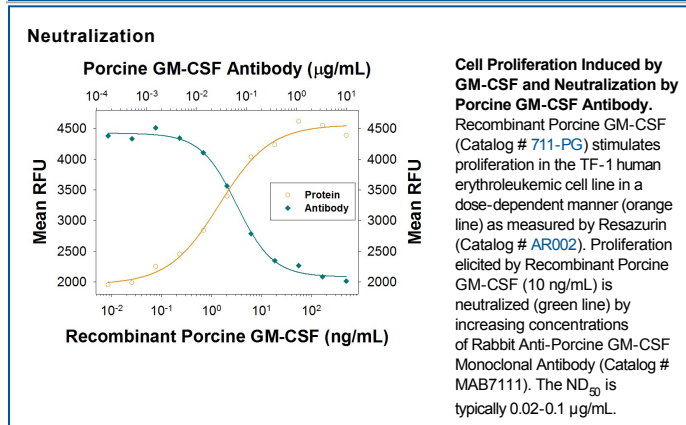 Neutralization
Porcine GM-CSF Antibody (µg/mL)
10-4 10-3 10-2 10-1 100 101
4500 4500
4000 4000
3500 3500
3000 3000
2500 2500
2000 2000
Mean RFU
Mean RFU
Protein
Antibody
10-2 10-1 100 101 102 103
Recombinant Porcine GM-CSF (ng/mL)
Cell Proliferation Induced by
GM-CSF and Neutralization by
Porcine GM-CSF Antibody.
Recombinant Porcine GM-CSF
(Catalog # 711-PG) stimulates
proliferation in the TF-1 human
erythroleukemic cell line in a
dose-dependent manner (orange
line) as measured by Resazurin
(Catalog # AR002). Proliferation
elicited by Recombinant Porcine
GM-CSF (10 ng/mL) is
neutralized (green line) by
increasing concentrations
of Rabbit Anti-Porcine GM-CSF
Monoclonal Antibody (Catalog #
MAB7111). The ND50 is
typically 0.02-0.1 µg/mL.